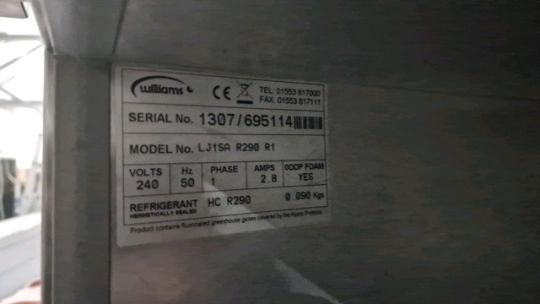 williams
CE
TEL: 01553 817000
FAX: 01553 817111
SERIAL No. 1307/695114
MODEL No. LJ1SA R290 R1
VOLTS Hz PHASE AMPS 0CCP FOAM
240 50 1 2.8 YES
REFRIGERANT HC R290 0.090 Kgs
HERMETICALLY SEALED
Product contains fluorinated greenhouse gases covered by the Kyoto Protocol